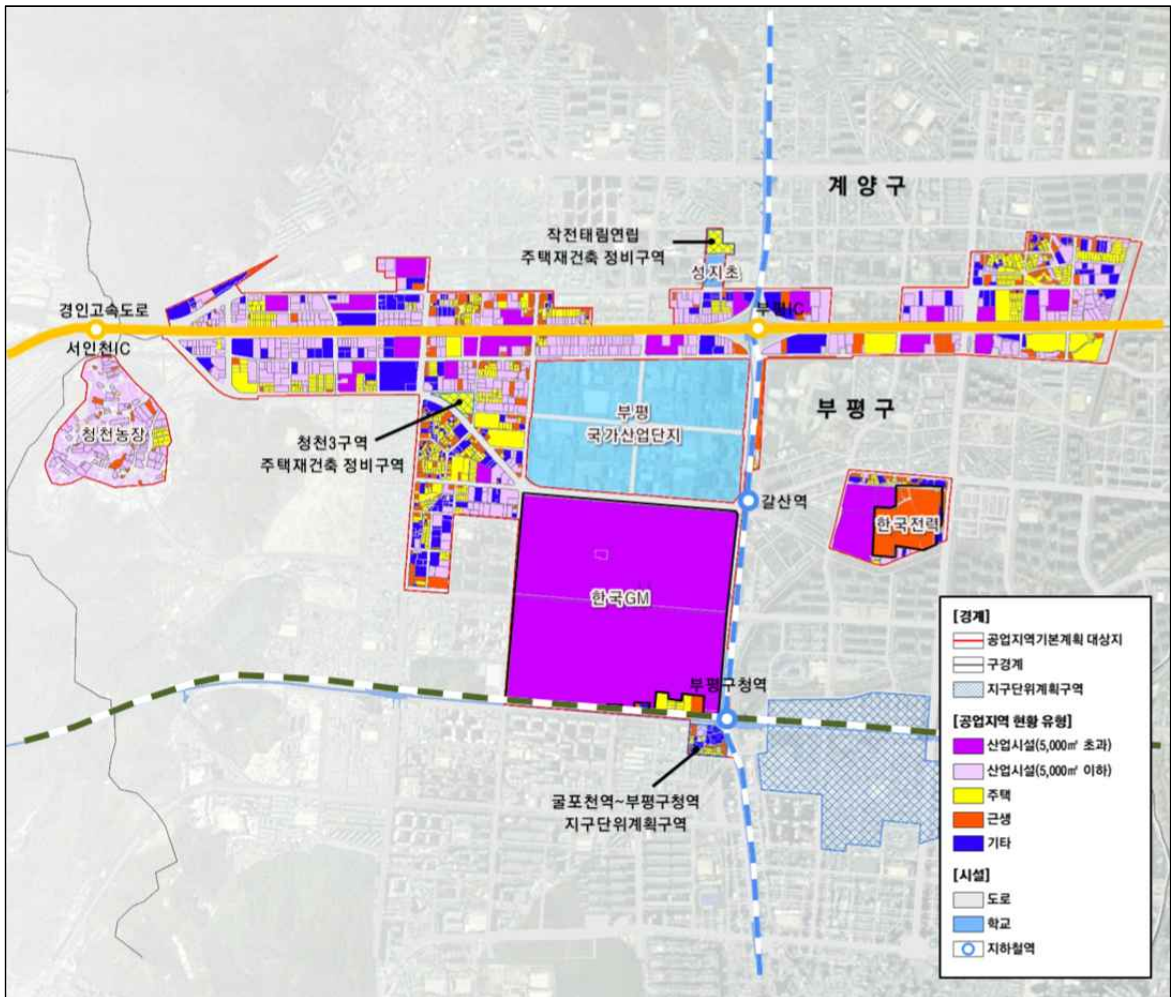 계양구
작전태림연립
주택재건축 정비구역
성지초
경인고속도로
부평IC
서인천IC
부평구
청천농장
부평
국가산업단지
청천3구역
주택재건축 정비구역
갈산역
한국전력
한국GM
부평구청역
굴포천역~부평구청역
지구단위계획구역
[경계]
공업지역기본계획 대상지
구경계
지구단위계획구역
[공업지역 현황 유형]
산업시설(5,000㎡ 초과)
산업시설(5,000㎡ 이하)
주택
근생
기타
[시설]
도로
학교
지하철역